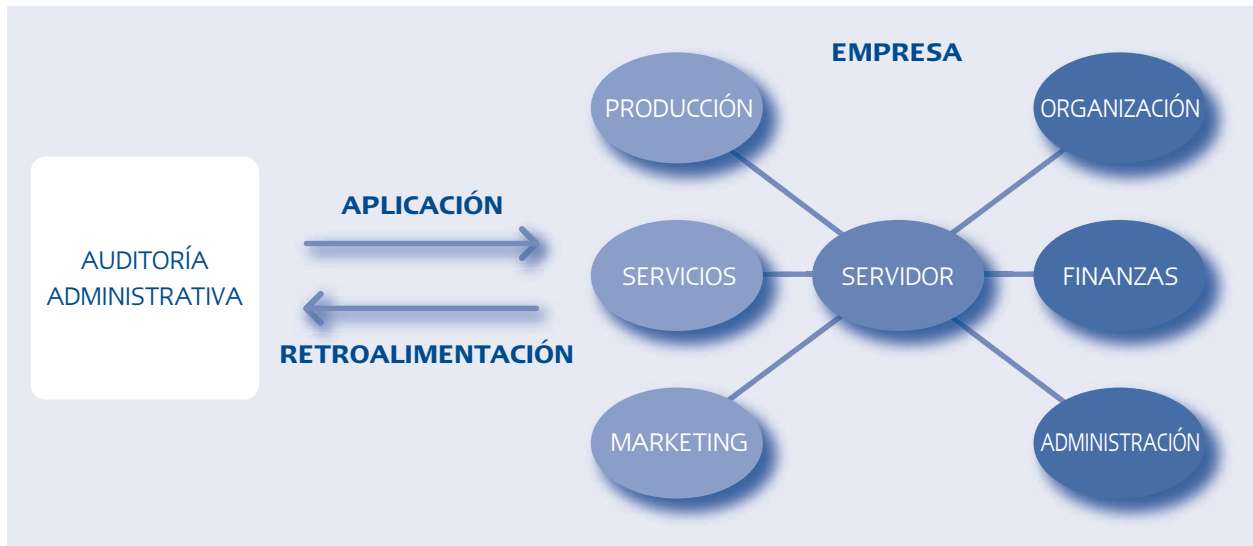 EMPRESA
PRODUCCIÓN
ORGANIZACIÓN
AUDITORÍA
ADMINISTRATIVA
APLICACIÓN
RETROALIMENTACIÓN
SERVICIOS
SERVIDOR
FINANZAS
MARKETING
ADMINISTRACIÓN